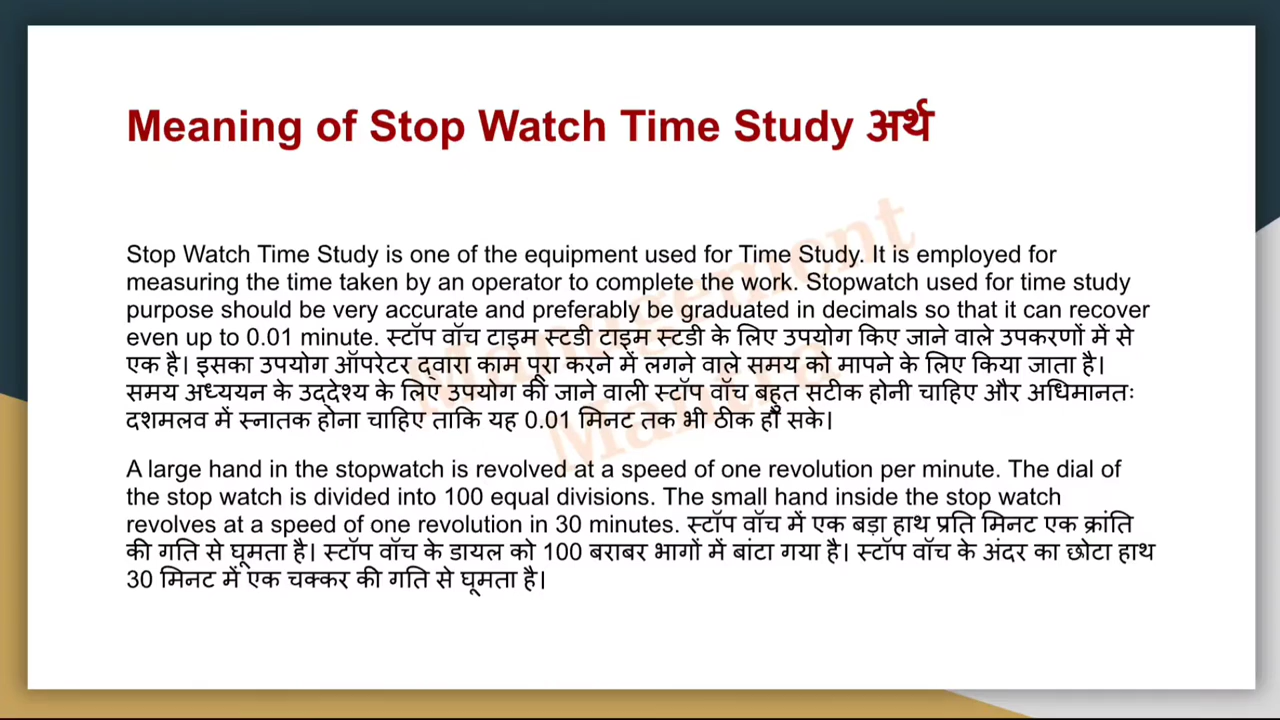 Meaning of Stop Watch Time Study अर्थ
Stop Watch Time Study is one of the equipment used for Time Study. It is employed for
measuring the time taken by an operator to complete the work. Stopwatch used for time study
purpose should be very accurate and preferably be graduated in decimals so that it can recover
even up to 0.01 minute. स्टॉप वॉच टाइम स्टडी टाइम स्टडी के लिए उपयोग किए जाने वाले उपकरणों में से
एक है। इसका उपयोग ऑपरेटर द्वारा काम पूरा करने में लगने वाले समय को मापने के लिए किया जाता है।
समय अध्ययन के उद्देश्य के लिए उपयोग की जाने वाली स्टॉप वॉच बहुत सटीक होनी चाहिए और अधिमानतः
दशमलव में स्नातक होना चाहिए ताकि यह 0.01 मिनट तक भी ठीक हो सके।
A large hand in the stopwatch is revolved at a speed of one revolution per minute. The dial of
the stop watch is divided into 100 equal divisions. The small hand inside the stop watch
revolves at a speed of one revolution in 30 minutes. स्टॉप वॉच में एक बड़ा हाथ प्रति मिनट एक क्रांति
की गति से घूमता है। स्टॉप वॉच के डायल को 100 बराबर भागों में बांटा गया है। स्टॉप वॉच के अंदर का छोटा हाथ
30 मिनट में एक चक्कर की गति से घूमता है।
Management
Mantra